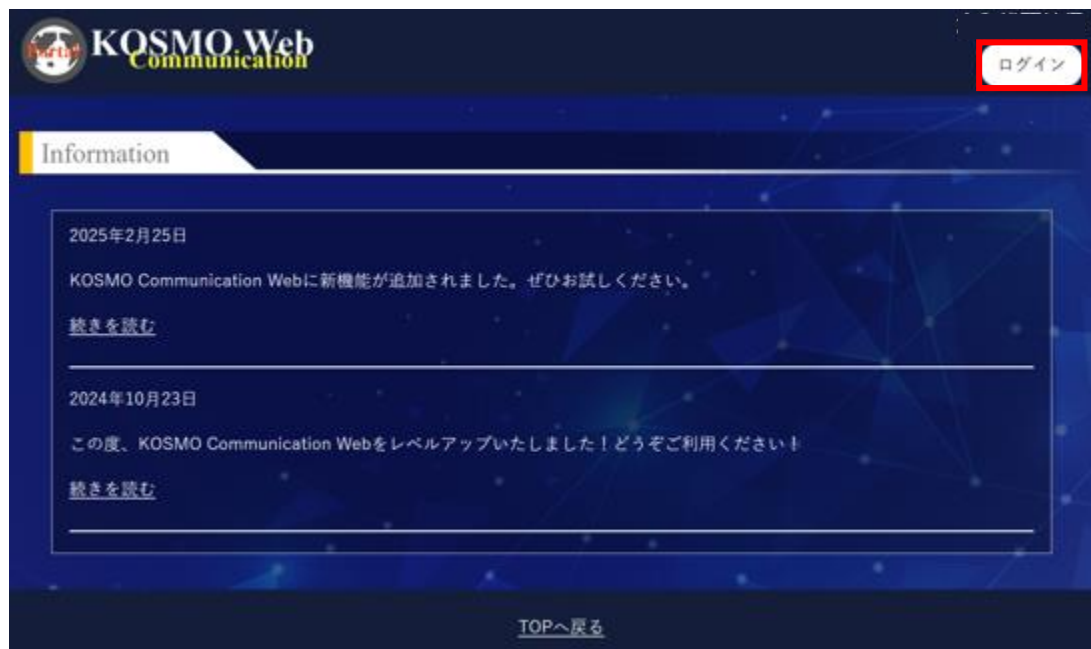 Portal
KOSMO Web
Communication
ログイン
Information
2025年2月25日
KOSMO Communication Webに新機能が追加されました。ぜひお試しください。
続きを読む
2024年10月23日
この度、KOSMO Communication Webをレベルアップいたしました！どうぞご利用ください！
続きを読む
TOPへ戻る